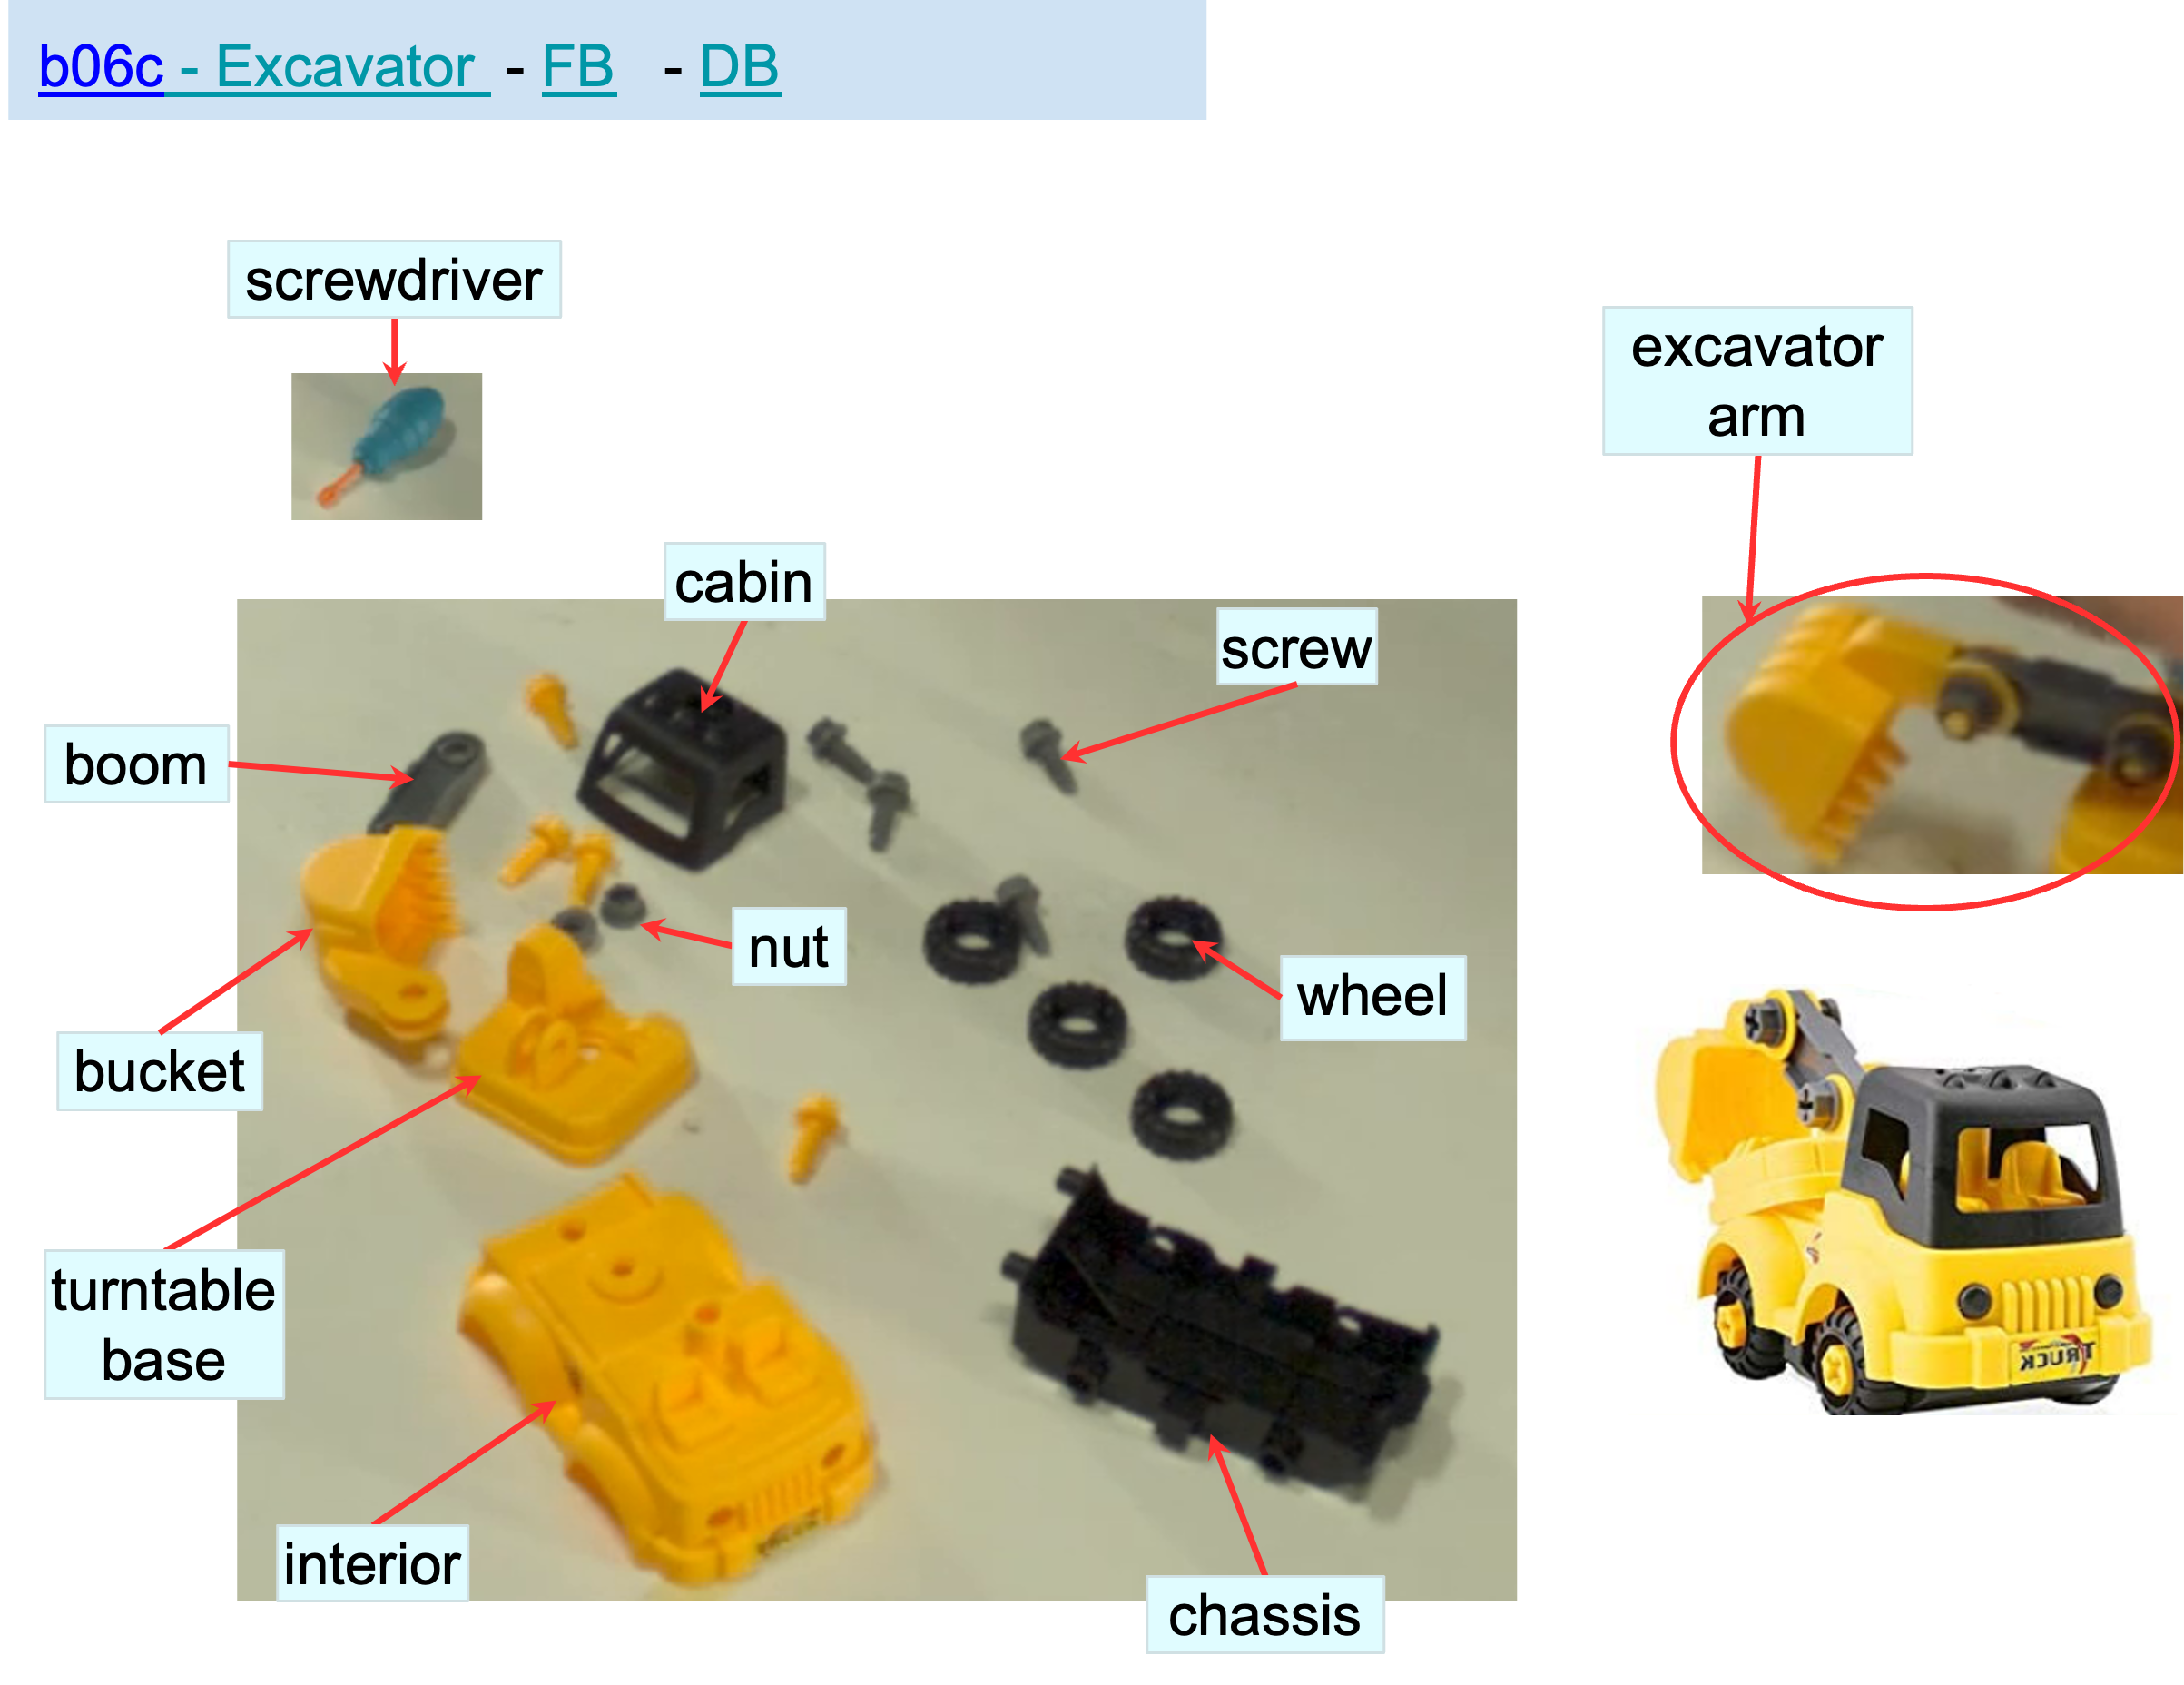 b06c - Excavator - FB - DB
screwdriver
excavator
arm
cabin
screw
boom
nut
wheel
bucket
turntable
base
interior
chassis
TRUCK